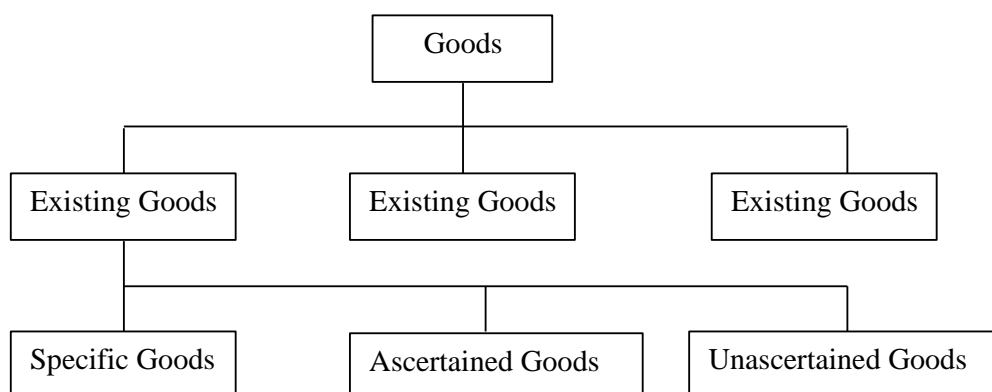 Goods
Existing Goods
Existing Goods
Existing Goods
Specific Goods
Ascertained Goods
Unascertained Goods